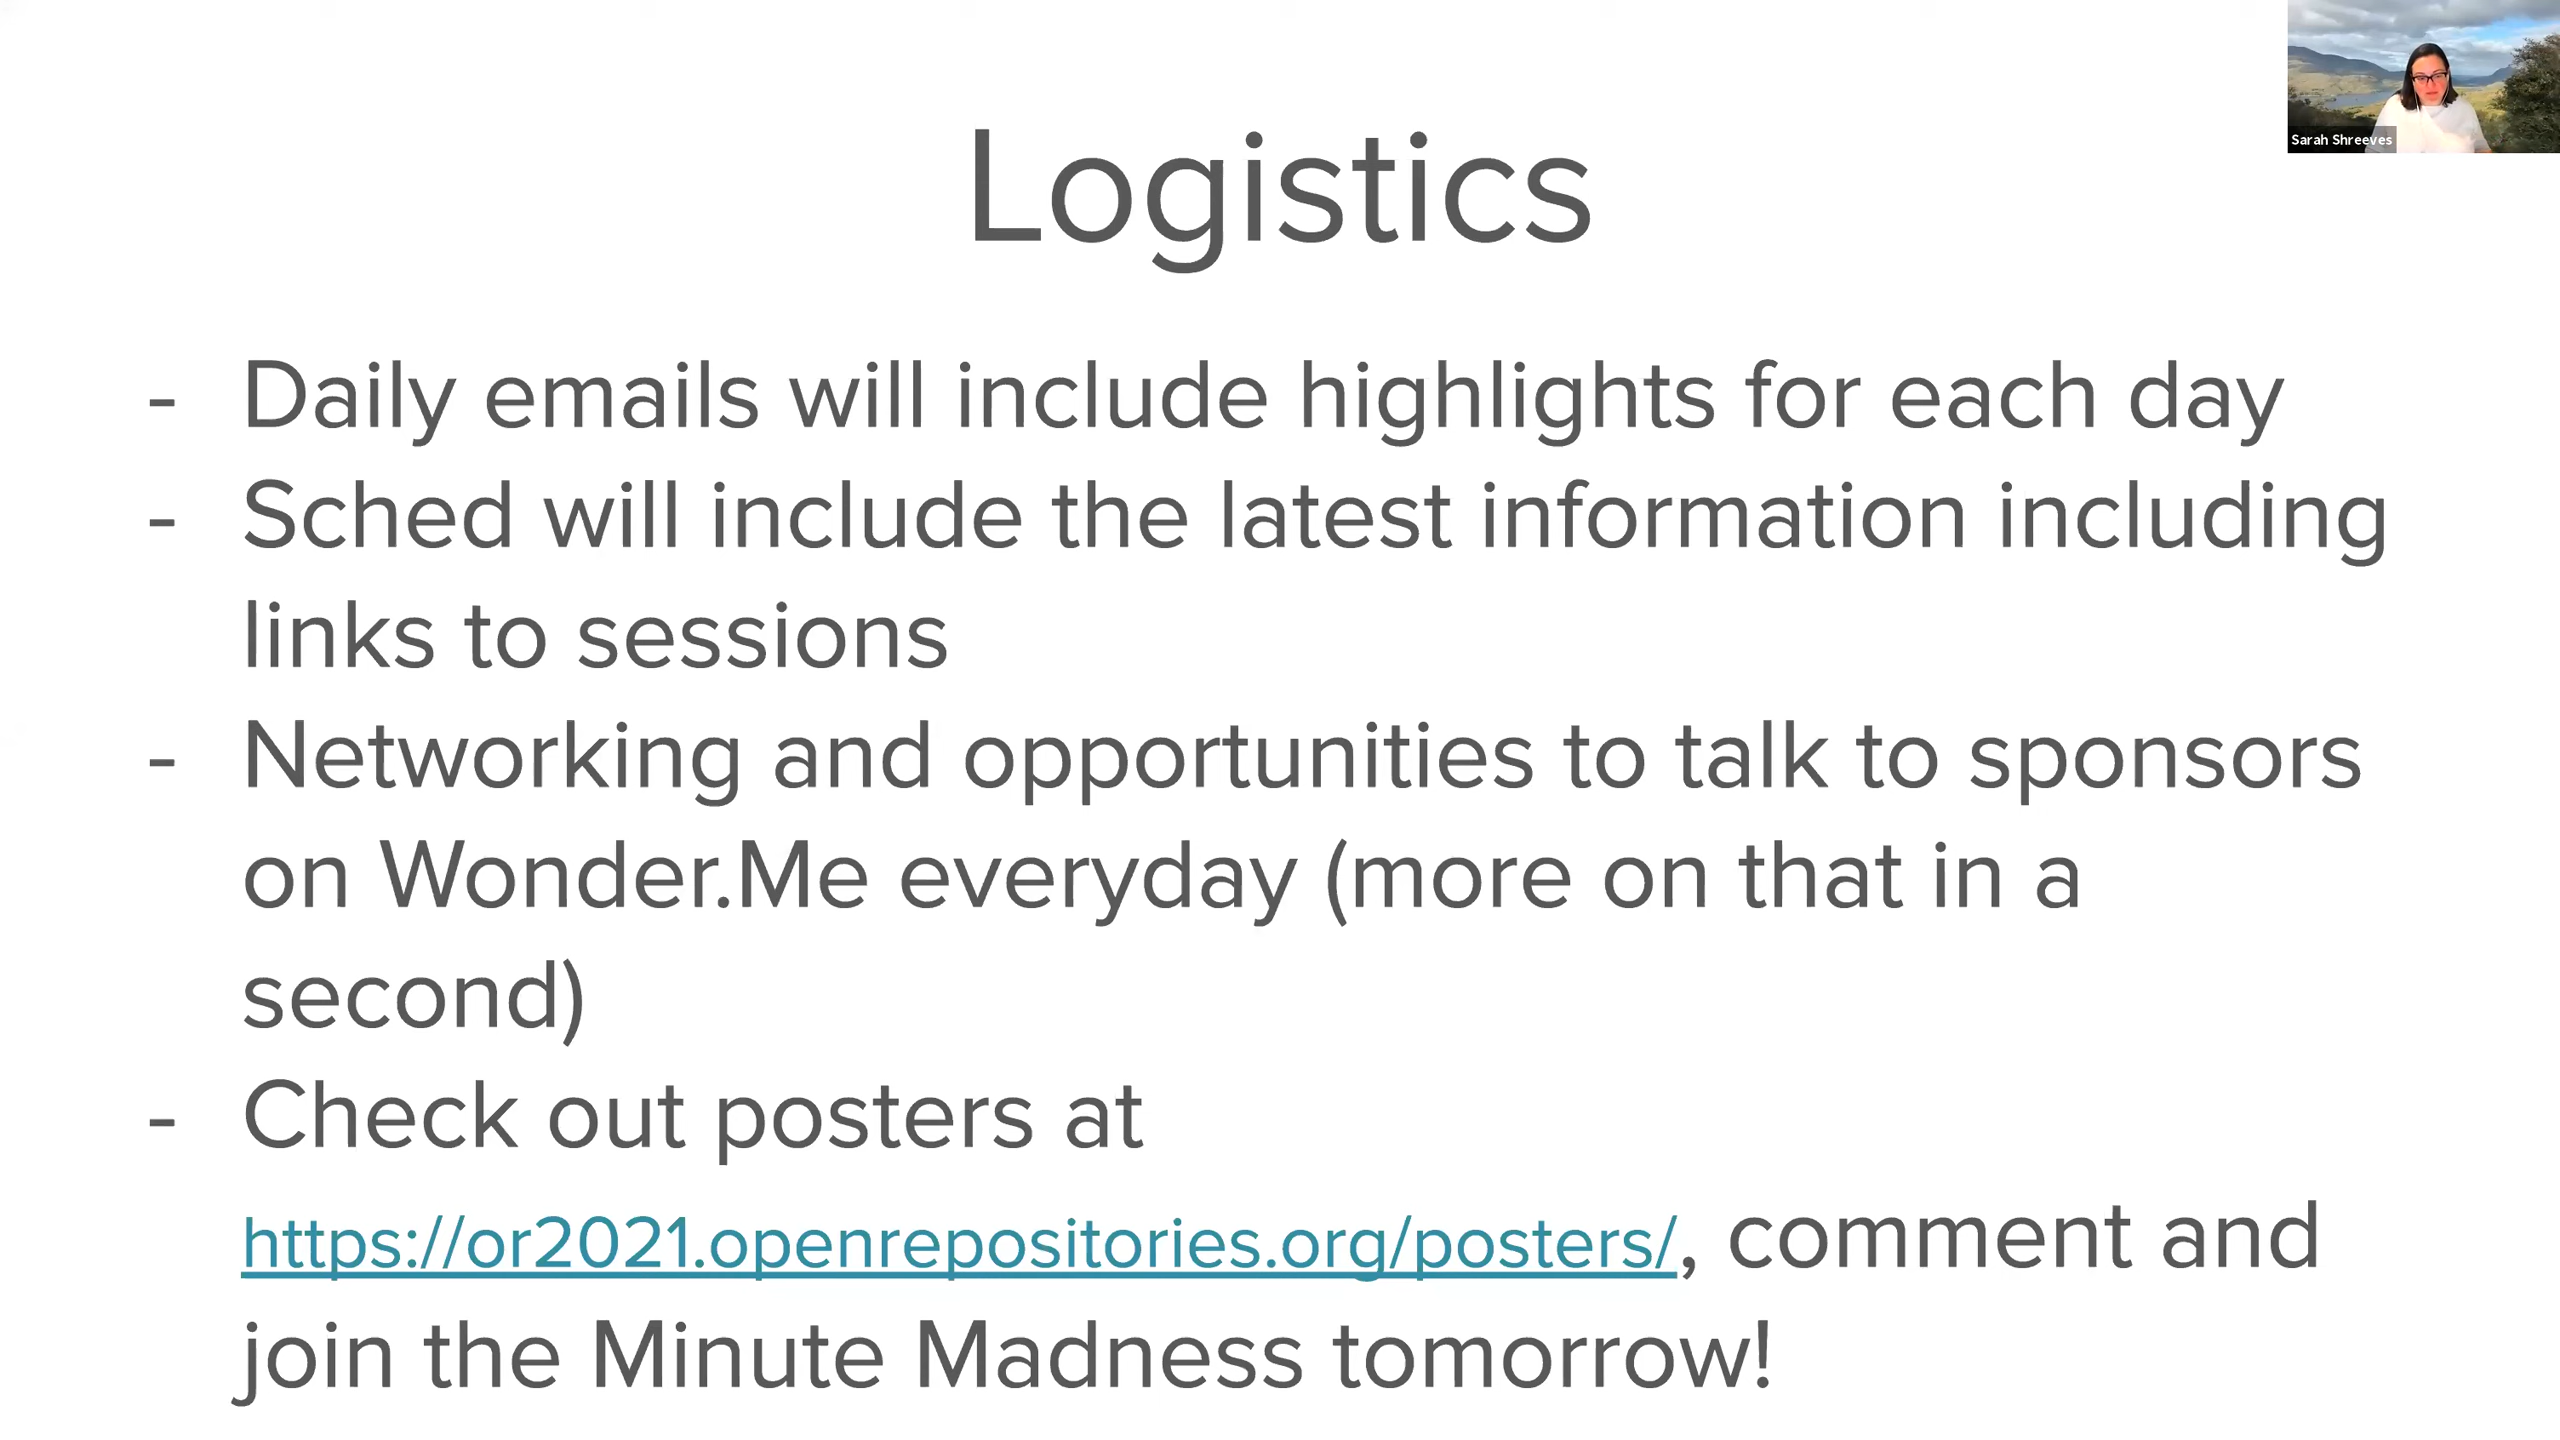 Logistics
Sarah Shreeves
- Daily emails will include highlights for each day
- Sched will include the latest information including
links to sessions
- Networking and opportunities to talk to sponsors
on Wonder.Me everyday (more on that in a
second)
- Check out posters at
https://or2021.openrepositories.org/posters/, comment and
join the Minute Madness tomorrow!